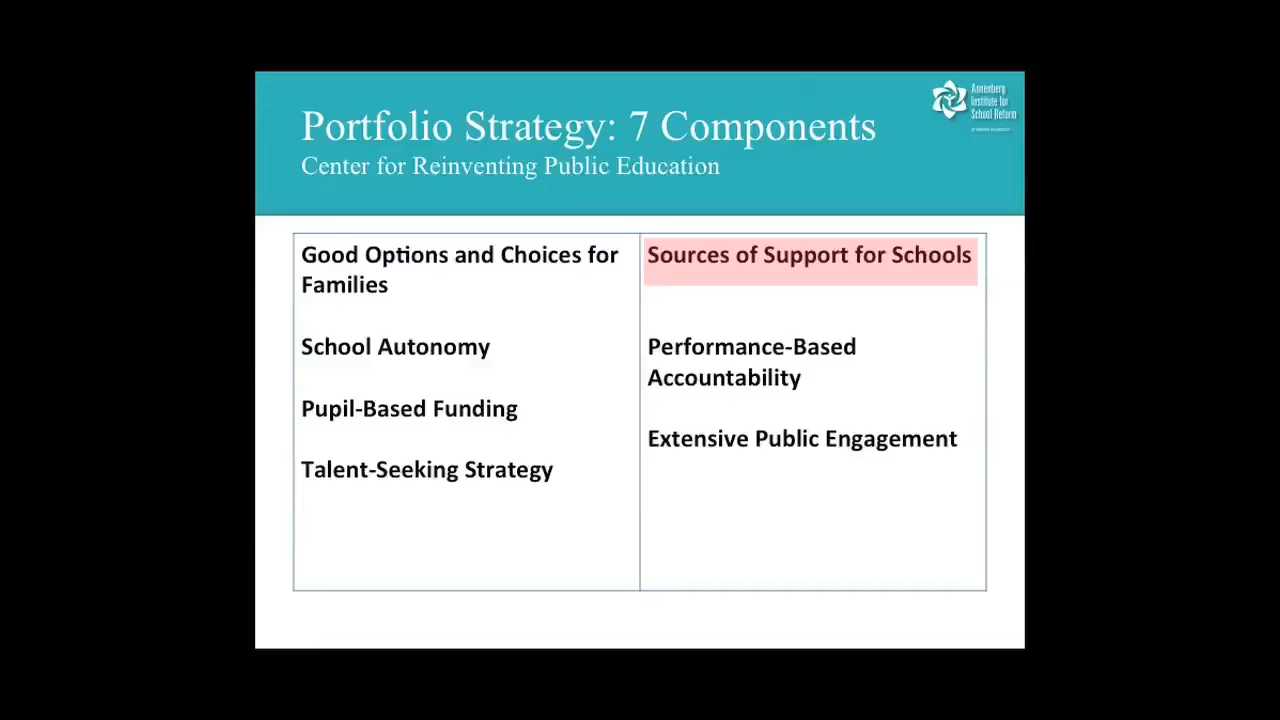 Portfolio Strategy: 7 Components
Center for Reinventing Public Education
Annenberg
Institute for
School Reform
Good Options and Choices for
Families
School Autonomy
Pupil-Based Funding
Talent-Seeking Strategy
Sources of Support for Schools
Performance-Based
Accountability
Extensive Public Engagement